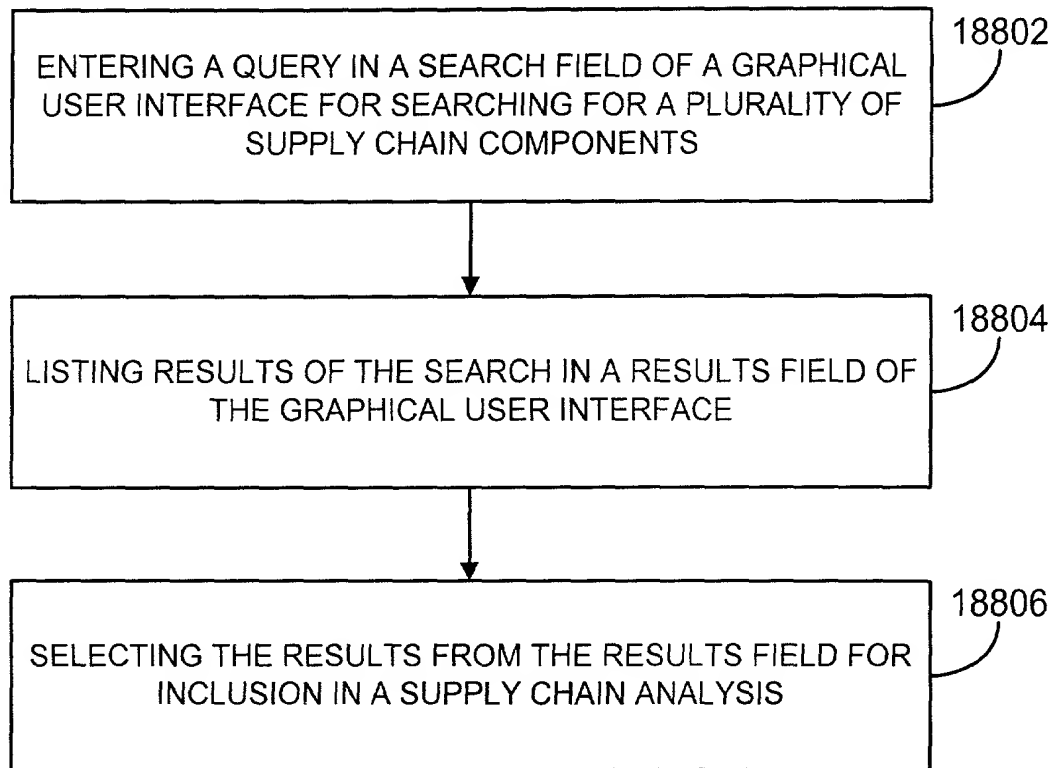 18802
ENTERING A QUERY IN A SEARCH FIELD OF A GRAPHICAL
USER INTERFACE FOR SEARCHING FOR A PLURALITY OF
SUPPLY CHAIN COMPONENTS
18804
LISTING RESULTS OF THE SEARCH IN A RESULTS FIELD OF
THE GRAPHICAL USER INTERFACE
18806
SELECTING THE RESULTS FROM THE RESULTS FIELD FOR
INCLUSION IN A SUPPLY CHAIN ANALYSIS